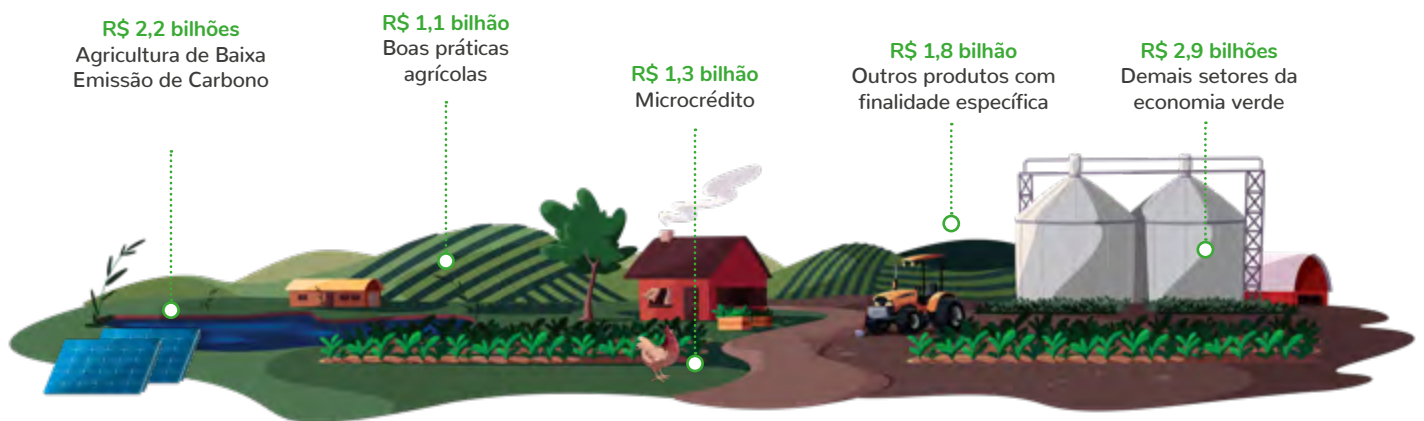 R$ 2,2 bilhões
Agricultura de Baixa
Emissão de Carbono
R$ 1,1 bilhão
Boas práticas
agrícolas
R$ 1,3 bilhão
Microcrédito
R$ 1,8 bilhão
Outros produtos com
finalidade específica
R$ 2,9 bilhões
Demais setores da
economia verde